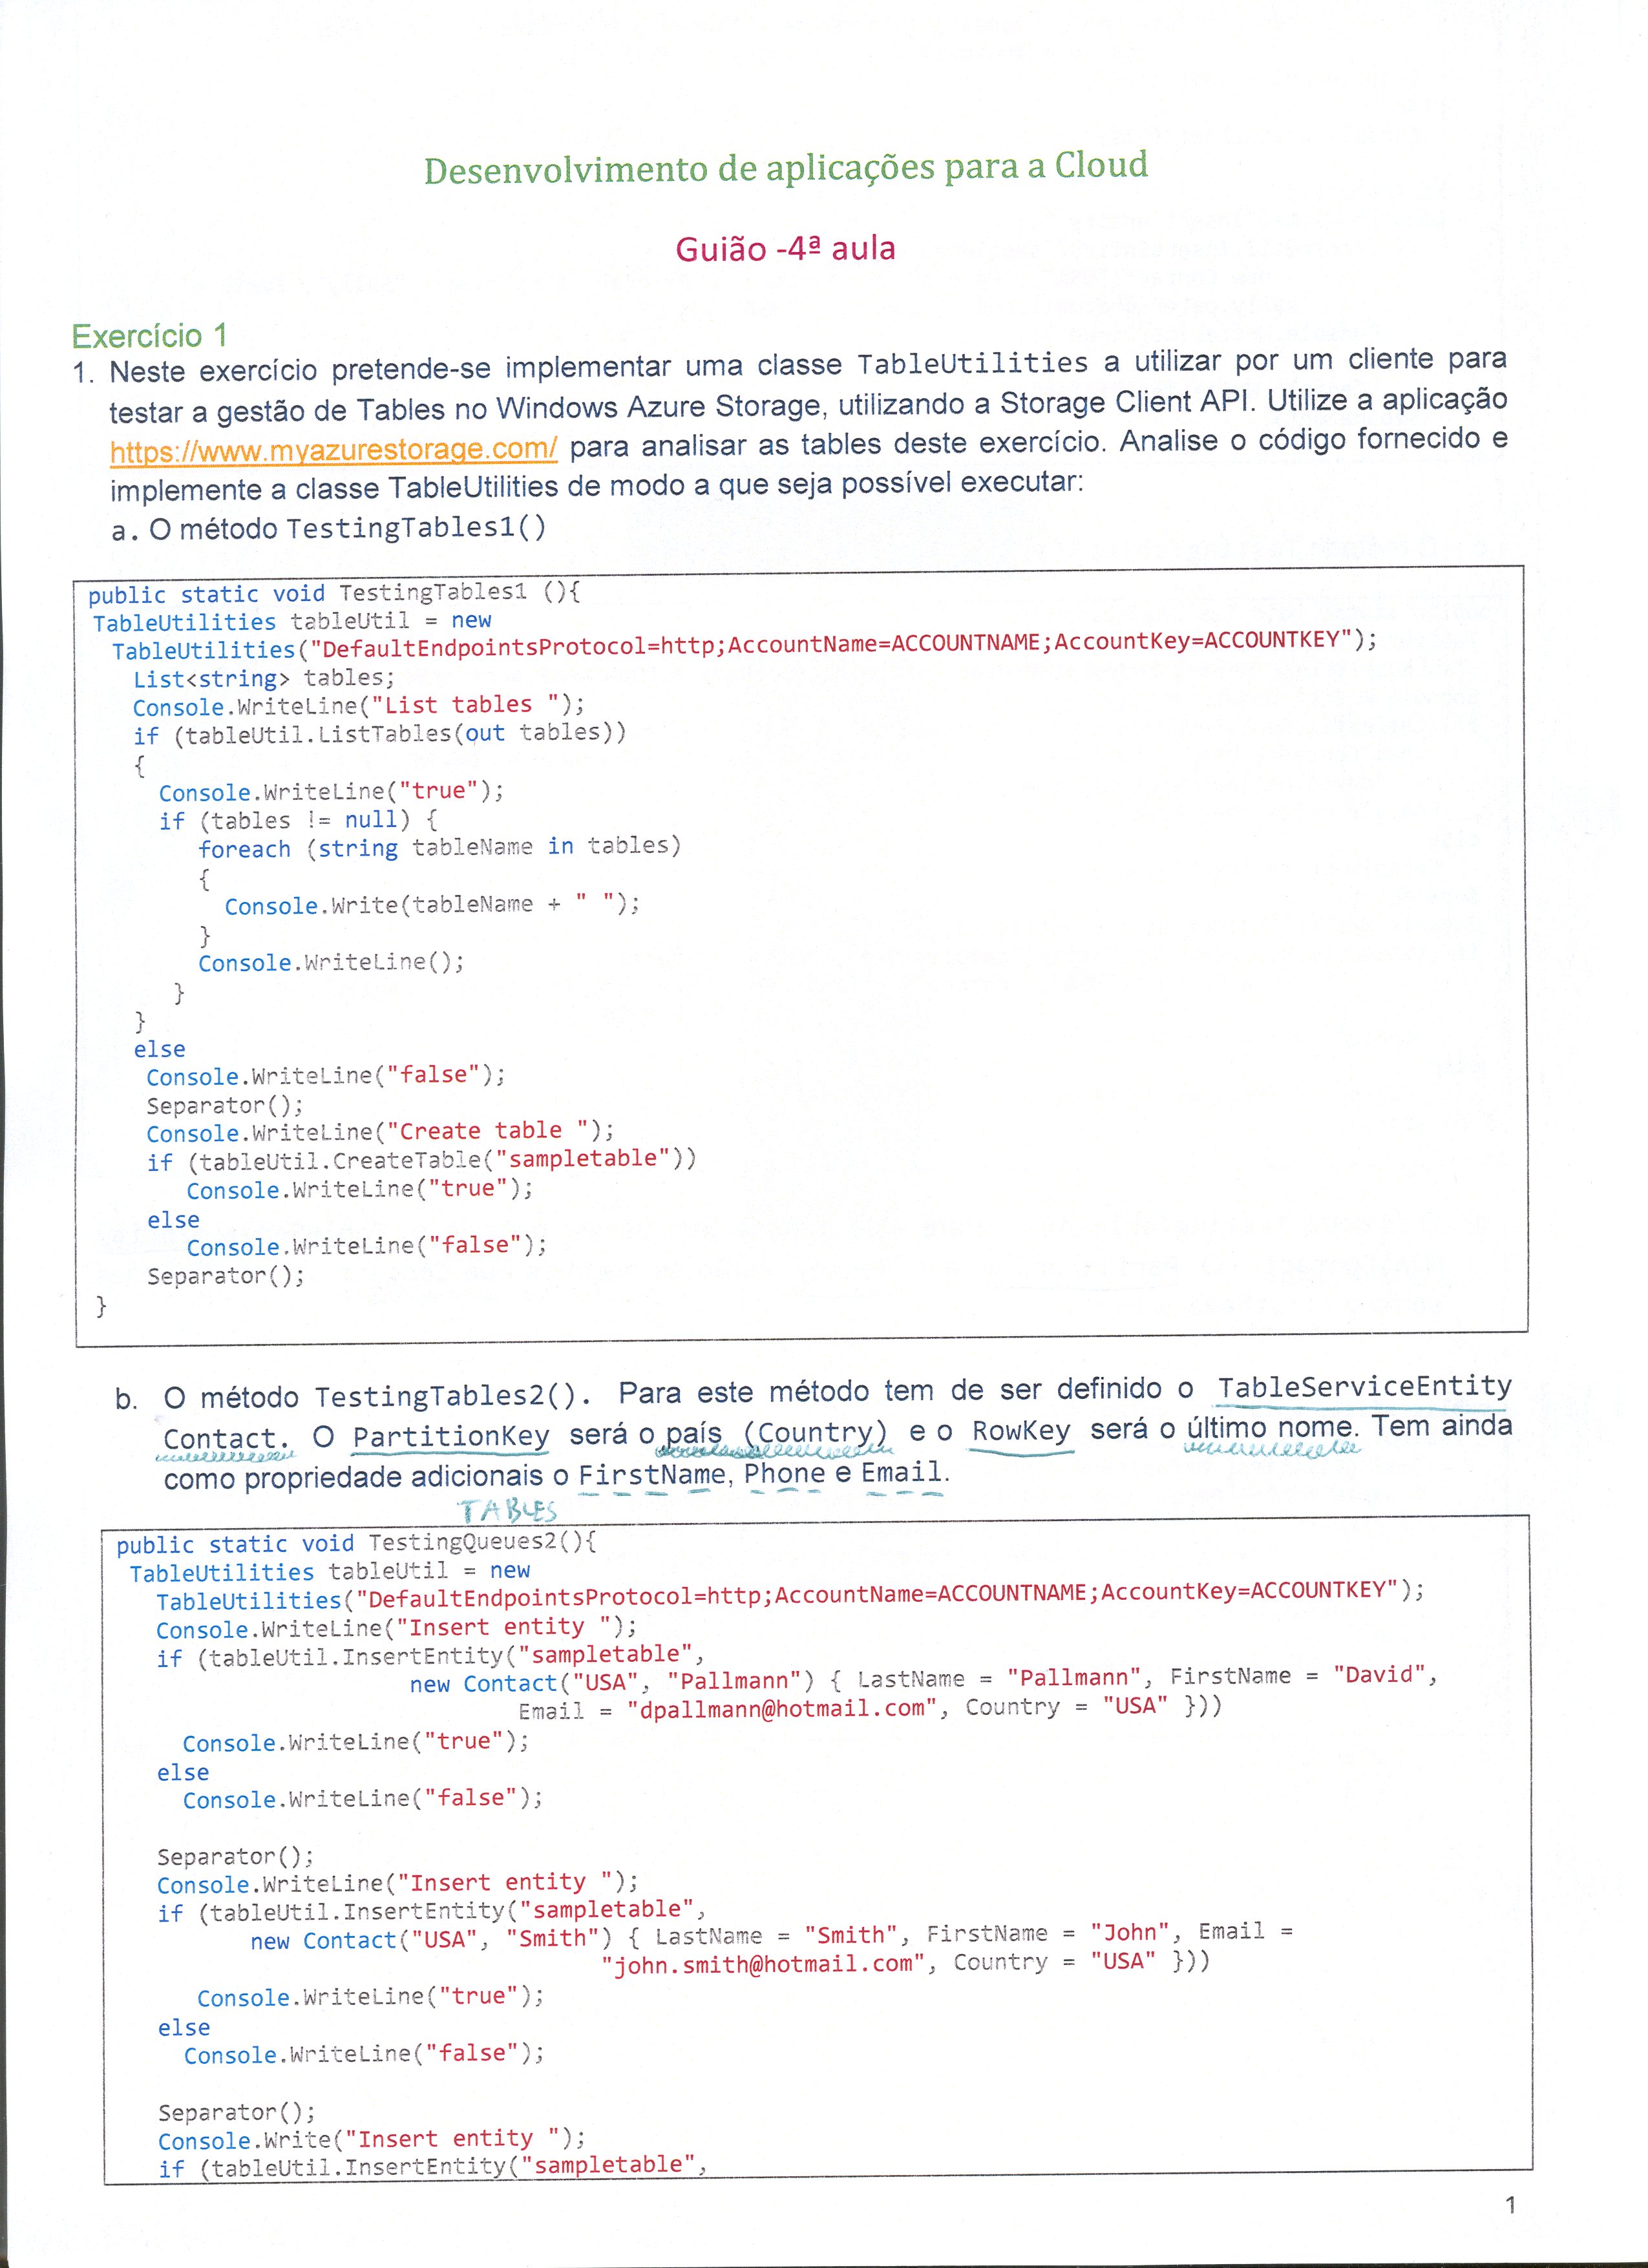 Desenvolvimento de aplicações para a Cloud
Guião -4ª aula
Exercício 1
1. Neste exercício pretende-se implementar uma classe TableUtilities a utilizar por um cliente para
testar a gestão de Tables no Windows Azure Storage, utilizando a Storage Client API. Utilize a aplicação
https://www.myazurestorage.com/ para analisar as tables deste exercício. Analise o código fornecido e
implemente a classe TableUtilities de modo a que seja possível executar:
a. O método TestingTables1()
public static void TestingTables1 (){
TableUtilities tableUtil = new
TableUtilities("DefaultEndpointsProtocol=http;AccountName=ACCOUNTNAME;AccountKey=ACCOUNTKEY");
List<string> tables;
Console.WriteLine("List tables ");
if (tableUtil.ListTables(out tables))
{
Console.WriteLine("true");
if (tables != null) {
foreach (string tableName in tables)
{
Console.Write(tableName + " ");
}
Console.WriteLine();
}
}
else
Console.WriteLine("false");
Separator();
Console.WriteLine("Create table ");
if (tableUtil.CreateTable("sampletable"))
Console.WriteLine("true");
else
Console.WriteLine("false");
Separator();
}
b. O método TestingTables2(). Para este método tem de ser definido o TableServiceEntity
Contact. O PartitionKey será o país (Country) e o RowKey será o último nome. Tem ainda
como propriedade adicionais o FirstName, Phone e Email.
TABLES
public static void TestingQueues2(){
TableUtilities tableUtil = new
TableUtilities("DefaultEndpointsProtocol=http;AccountName=ACCOUNTNAME;AccountKey=ACCOUNTKEY");
Console.WriteLine("Insert entity ");
if (tableUtil.InsertEntity("sampletable",
new Contact("USA", "Pallmann") { LastName = "Pallmann", FirstName = "David",
Email = "dpallmann@hotmail.com", Country = "USA" }))
Console.WriteLine("true");
else
Console.WriteLine("false");
Separator();
Console.WriteLine("Insert entity ");
if (tableUtil.InsertEntity("sampletable",
new Contact("USA", "Smith") { LastName = "Smith", FirstName = "John", Email =
"john.smith@hotmail.com", Country = "USA" }))
Console.WriteLine("true");
else
Console.WriteLine("false");
Separator();
Console.Write("Insert entity ");
if (tableUtil.InsertEntity("sampletable",
1